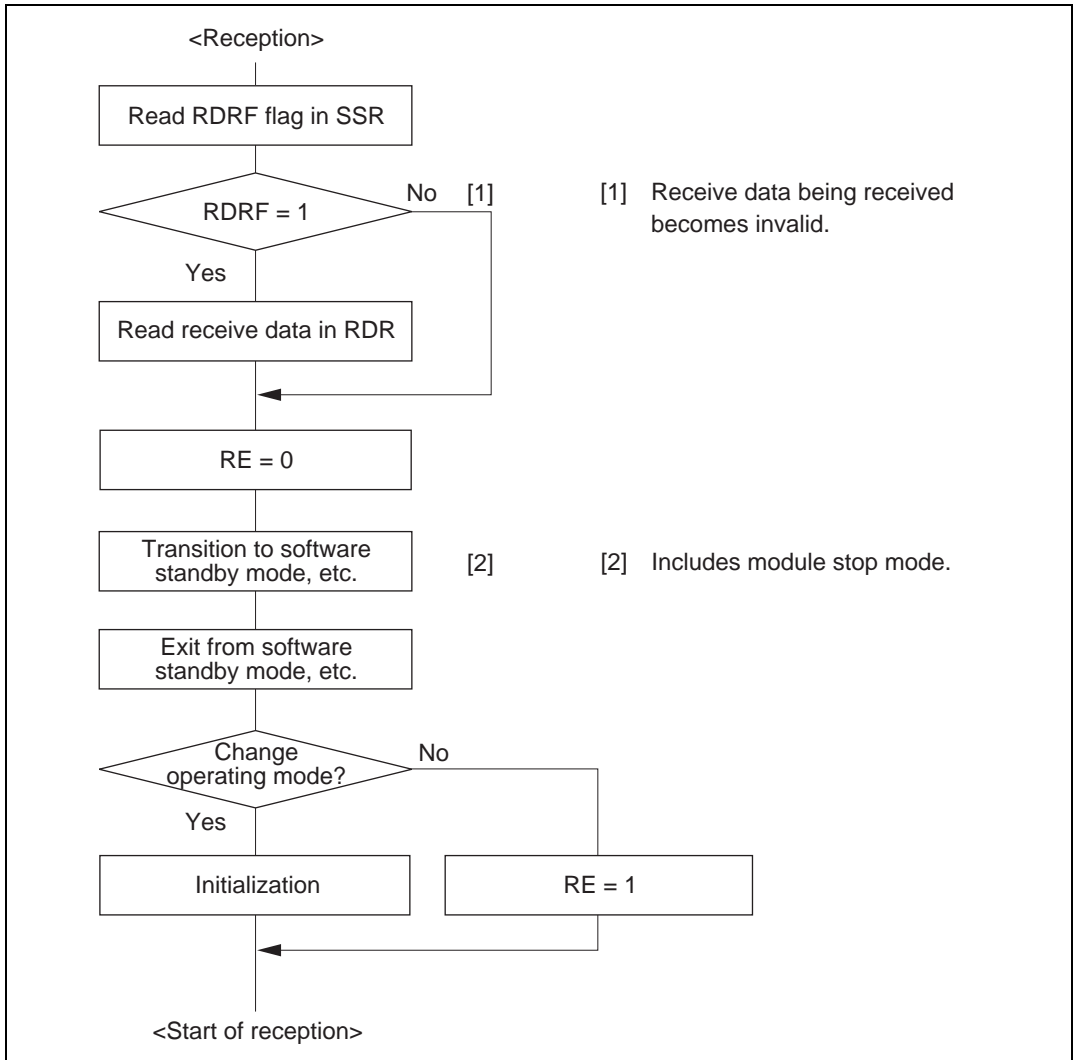 <Reception>
Read RDRF flag in SSR
RDRF = 1
No
[1]
[1] Receive data being received
becomes invalid.
Yes
Read receive data in RDR
RE = 0
Transition to software
standby mode, etc.
[2]
[2] Includes module stop mode.
Exit from software
standby mode, etc.
Change
operating mode?
No
Yes
Initialization
RE = 1
<Start of reception>